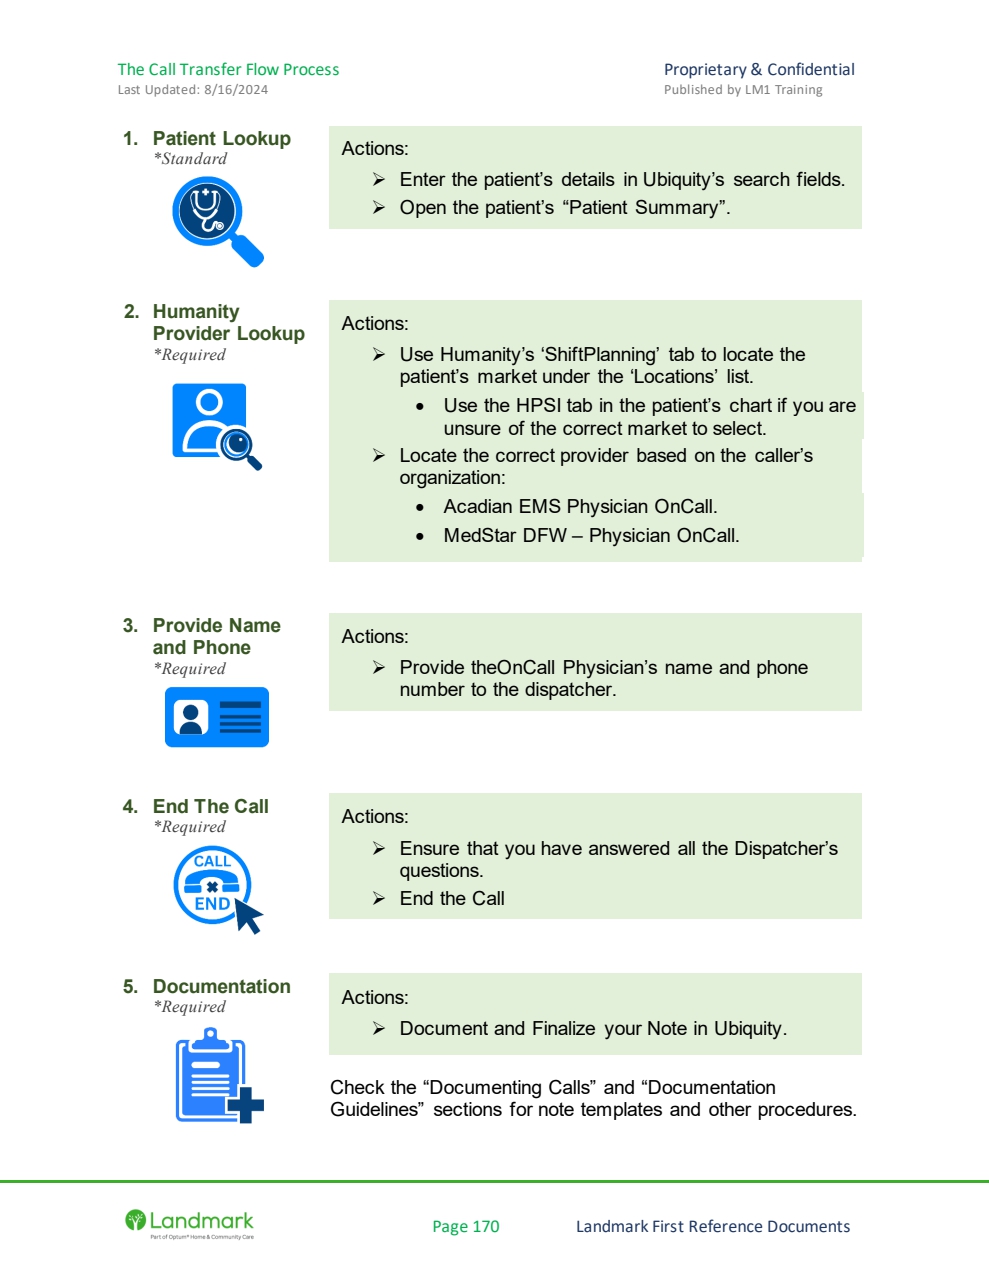 The Call Transfer Flow Process
Proprietary & Confidential
Last Updated: 8/16/2024
Published by LM1 Training
1. Patient Lookup
*Standard
Actions:
➢ Enter the patient’s details in Ubiquity’s search fields.
➢ Open the patient’s “Patient Summary”.
2. Humanity
Provider Lookup
*Required
Actions:
➢ Use Humanity’s ‘ShiftPlanning’ tab to locate the
patient’s market under the ‘Locations’ list.
• Use the HPSI tab in the patient’s chart if you are
unsure of the correct market to select.
➢ Locate the correct provider based on the caller’s
organization:
• Acadian EMS Physician OnCall.
• MedStar DFW – Physician OnCall.
3. Provide Name
and Phone
*Required
Actions:
➢ Provide theOnCall Physician’s name and phone
number to the dispatcher.
4. End The Call
*Required
CALL
END
Actions:
➢ Ensure that you have answered all the Dispatcher’s
questions.
➢ End the Call
5. Documentation
*Required
Actions:
➢ Document and Finalize your Note in Ubiquity.
Check the “Documenting Calls” and “Documentation
Guidelines” sections for note templates and other procedures.
Landmark
Part of Optum® Home & Community Care
Page 170
Landmark First Reference Documents